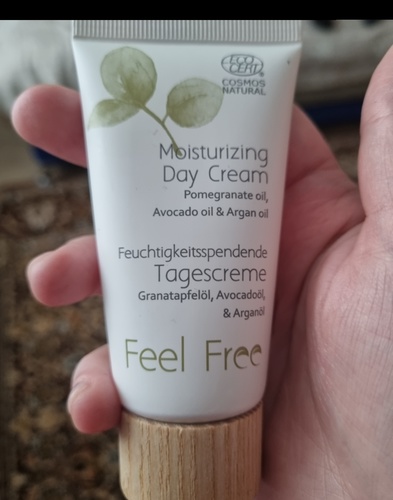 ECO
CERT
COSMOS
NATURAL
Moisturizing
Day Cream
Pomegranate oil,
Avocado oil & Argan oil
Feuchtigkeitsspendende
Tagescreme
Granatapfelöl, Avocadoöl,
& Arganöl
Feel Free